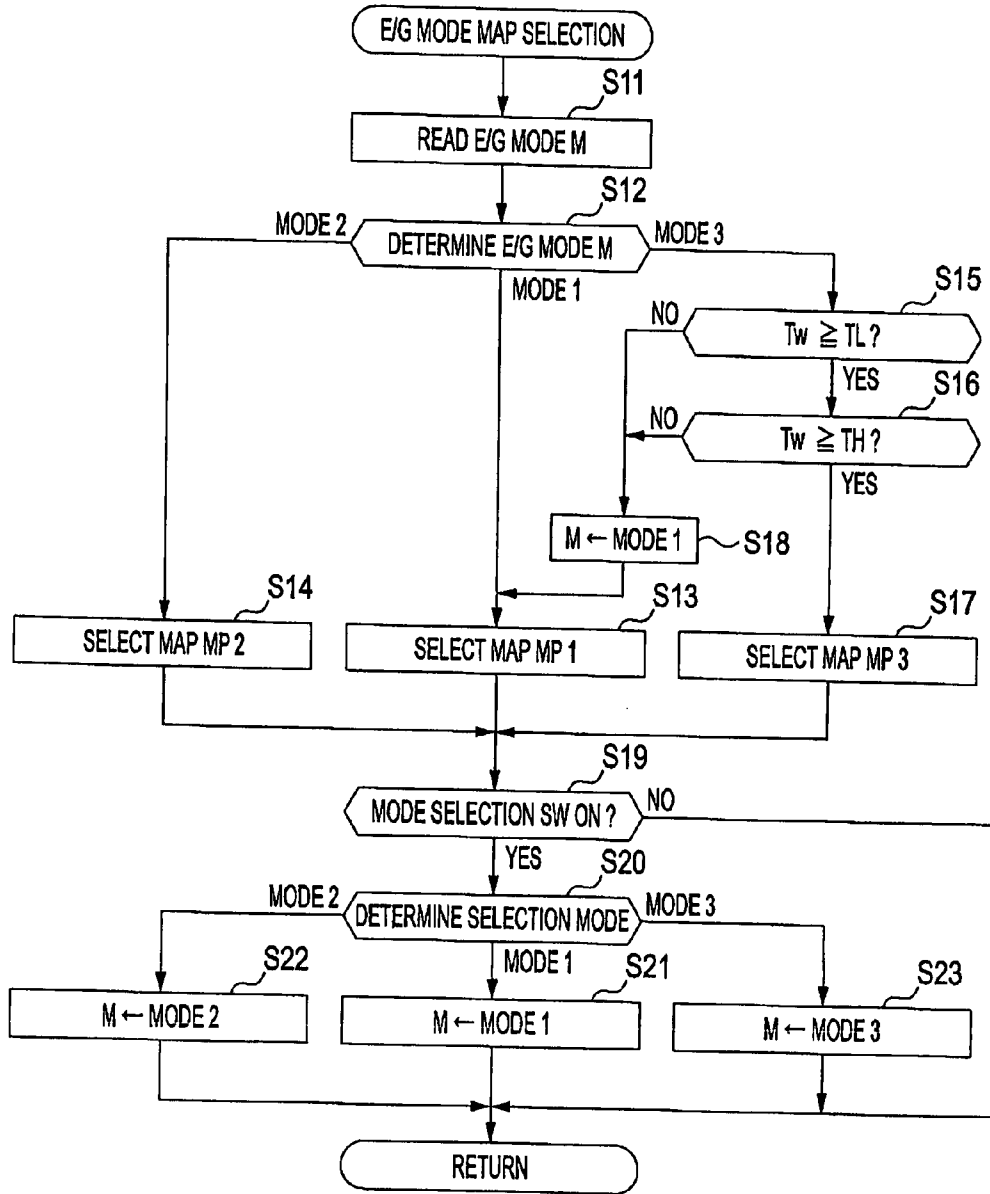 E/G MODE MAP SELECTION
S11
READ E/G MODE M
S12
MODE 2
DETERMINE E/G MODE M
MODE 3
MODE 1
S15
NO
Tw ≧ TL ?
YES
S16
NO
Tw ≧ TH ?
YES
M ← MODE 1
S18
S14
S13
S17
SELECT MAP MP 2
SELECT MAP MP 1
SELECT MAP MP 3
S19
MODE SELECTION SW ON ?
NO
YES
S20
MODE 2
DETERMINE SELECTION MODE
MODE 3
MODE 1
S22
S21
S23
M ← MODE 2
M ← MODE 1
M ← MODE 3
RETURN